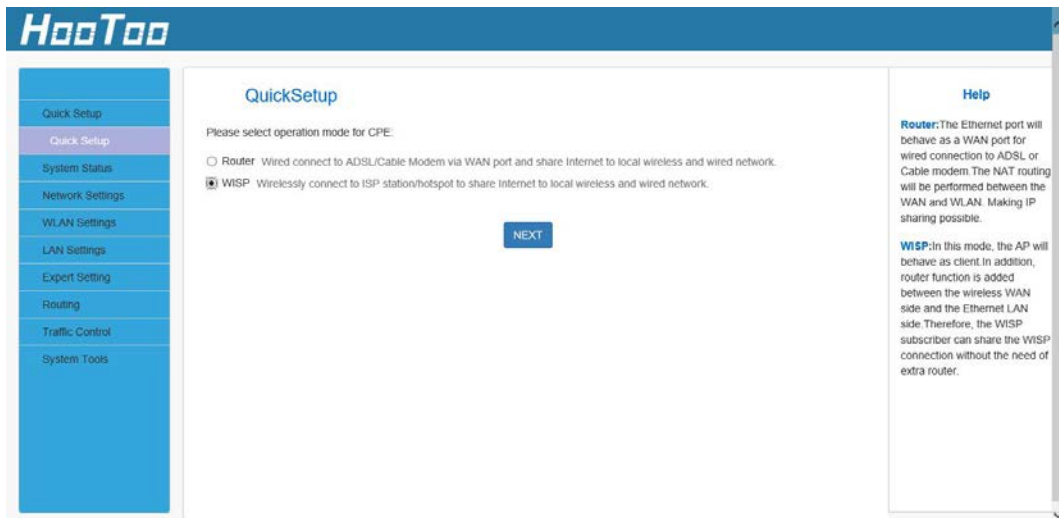 HooToo
Quick Setup
Quick Setup
System Status
Network Settings
WLAN Settings
LAN Settings
Expert Setting
Routing
Traffic Control
System Tools
QuickSetup
Please select operation mode for CPE:
Router Wired connect to ADSL/Cable Modem via WAN port and share Internet to local wireless and wired network.
WISP Wirelessly connect to ISP station/hotspot to share Internet to local wireless and wired network.
NEXT
Help
Router:The Ethernet port will
behave as a WAN port for
wired connection to ADSL or
Cable modem.The NAT routing
will be performed between the
WAN and WLAN. Making IP
sharing possible.
WISP:In this mode, the AP will
behave as client.In addition,
router function is added
between the wireless WAN
side and the Ethernet LAN
side.Therefore, the WISP
subscriber can share the WISP
connection without the need of
extra router.